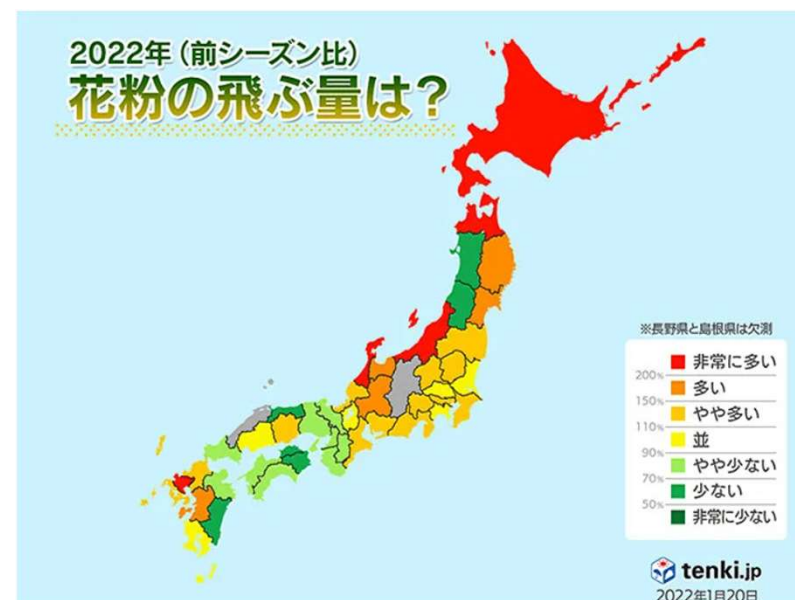 2022年（前シーズン比）
花粉の飛ぶ量は？
※長野県と島根県は欠測
非常に多い
200%
多い
150%
やや多い
110%
並
90%
やや少ない
70%
少ない
50%
非常に少ない
tenki.jp
2022年1月20日